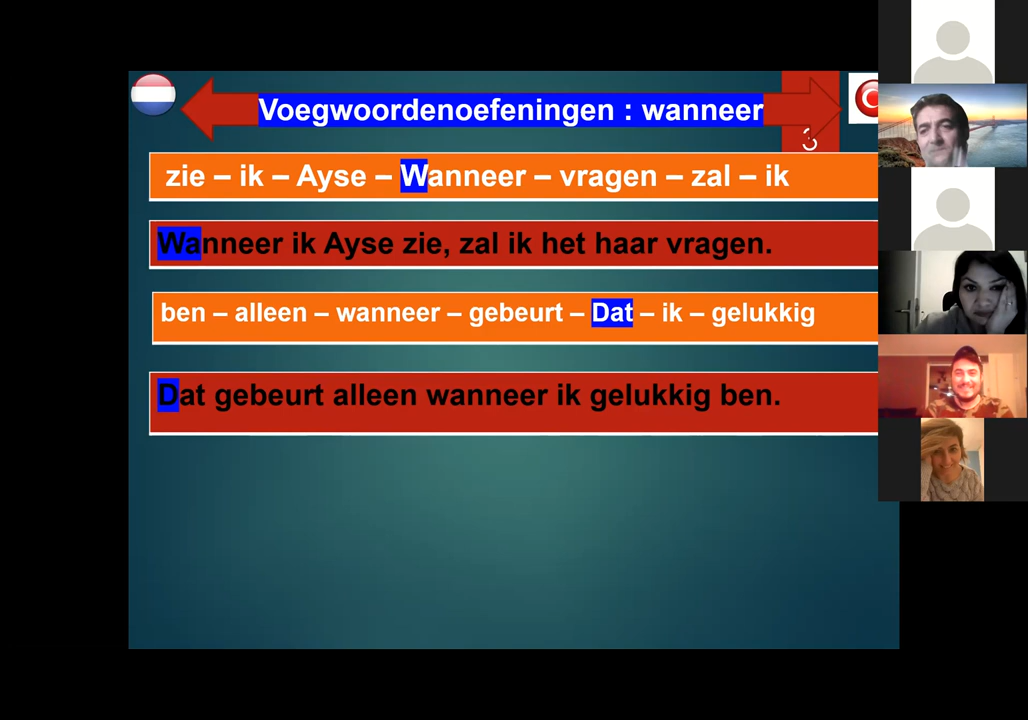 Voegwoordenoefeningen : wanneer
3
zie – ik – Ayse – Wanneer – vragen – zal – ik
Wanneer ik Ayse zie, zal ik het haar vragen.
ben – alleen – wanneer – gebeurt – Dat – ik – gelukkig
Dat gebeurt alleen wanneer ik gelukkig ben.